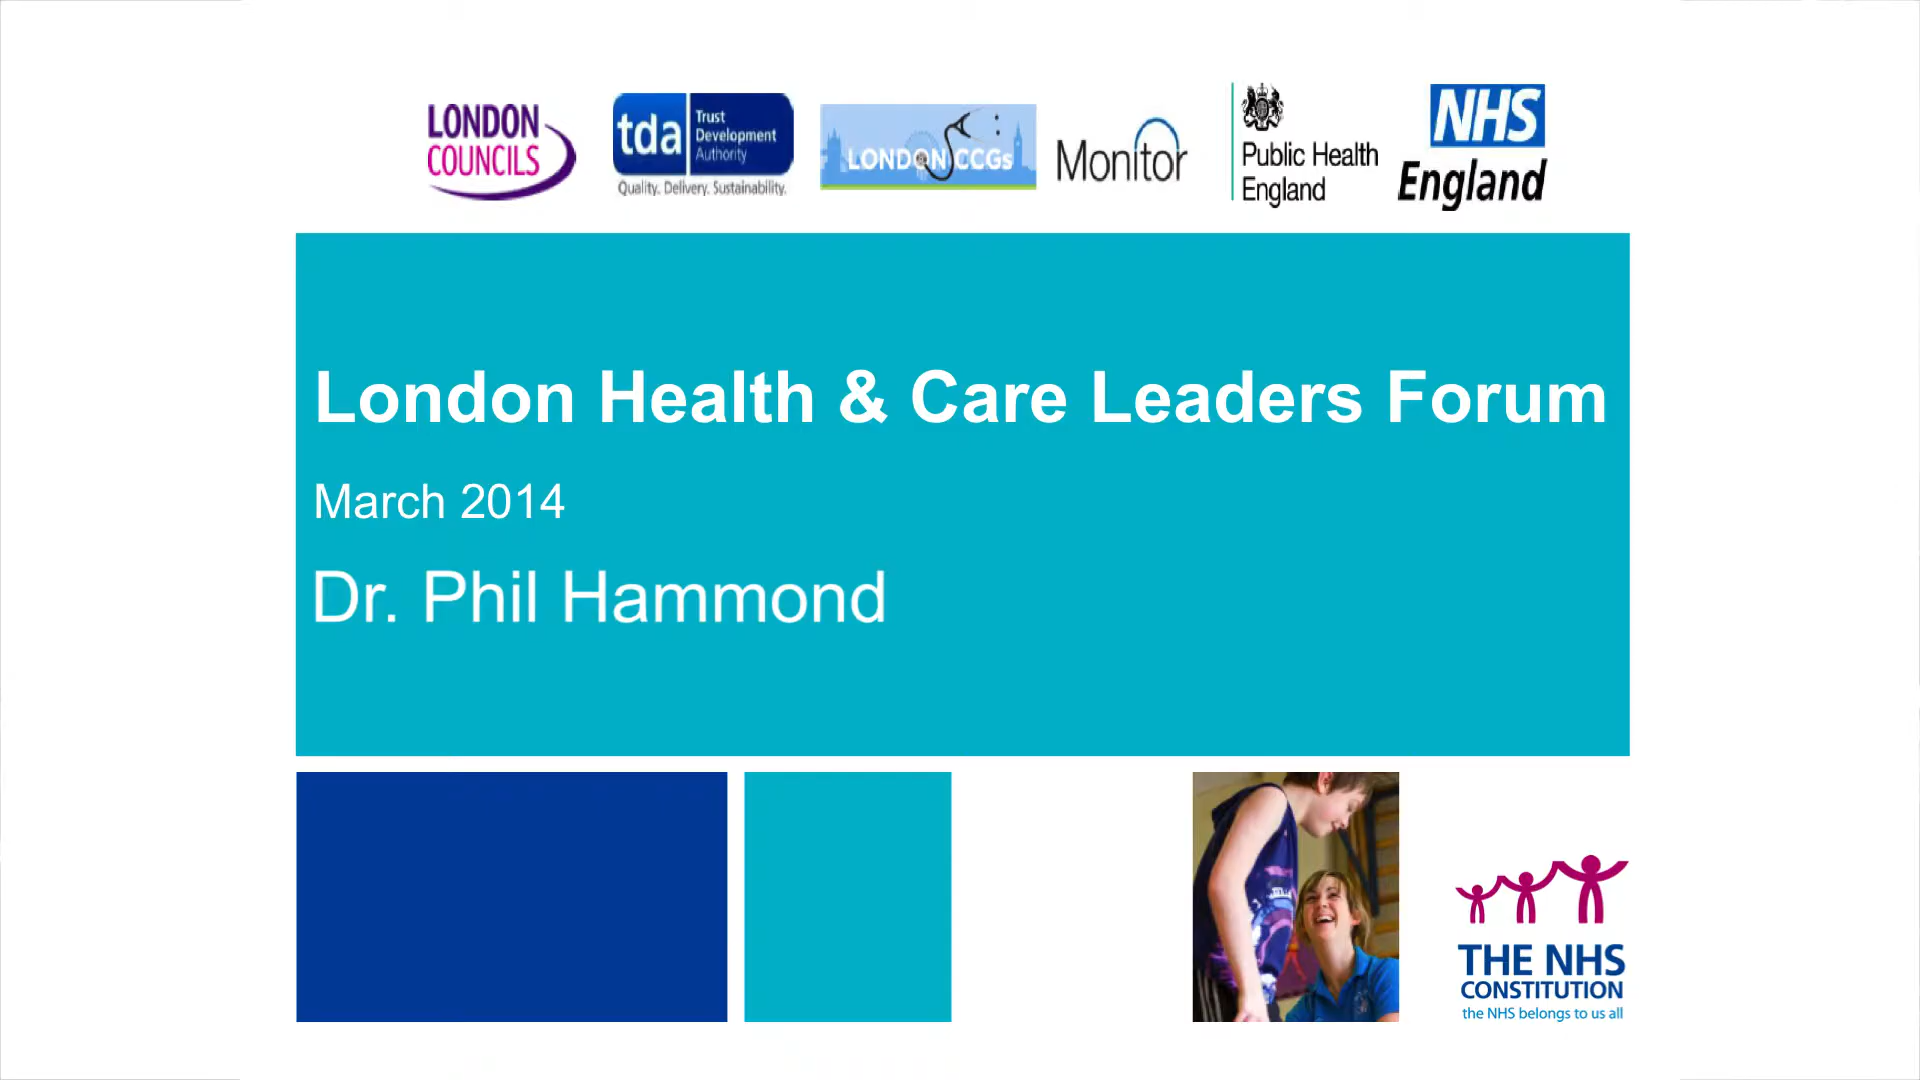 LONDON
COUNCILS
tda
Trust
Development
Authority
Quality. Delivery. Sustainability.
LONDON CCGs
Monitor
Public Health
England
NHS
England
London Health & Care Leaders Forum
March 2014
Dr. Phil Hammond
THE NHS
CONSTITUTION
the NHS belongs to us all